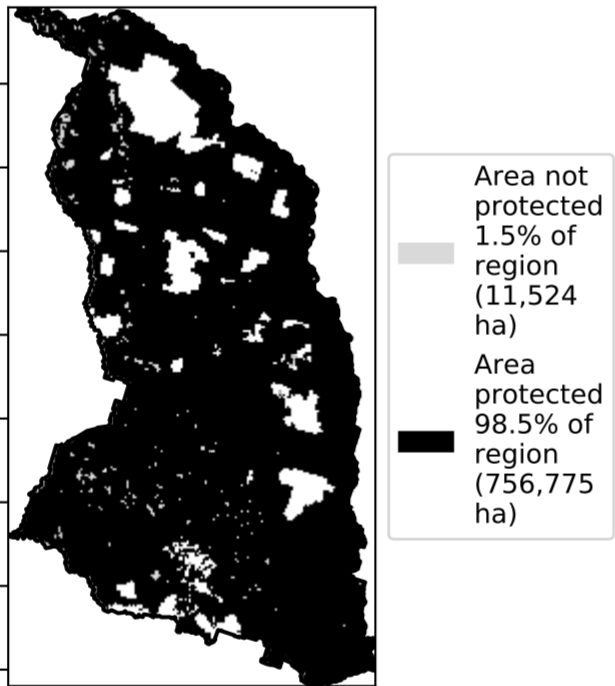 Area not
protected
1.5% of
region
(11,524
ha)
Area
protected
98.5% of
region
(756,775
ha)